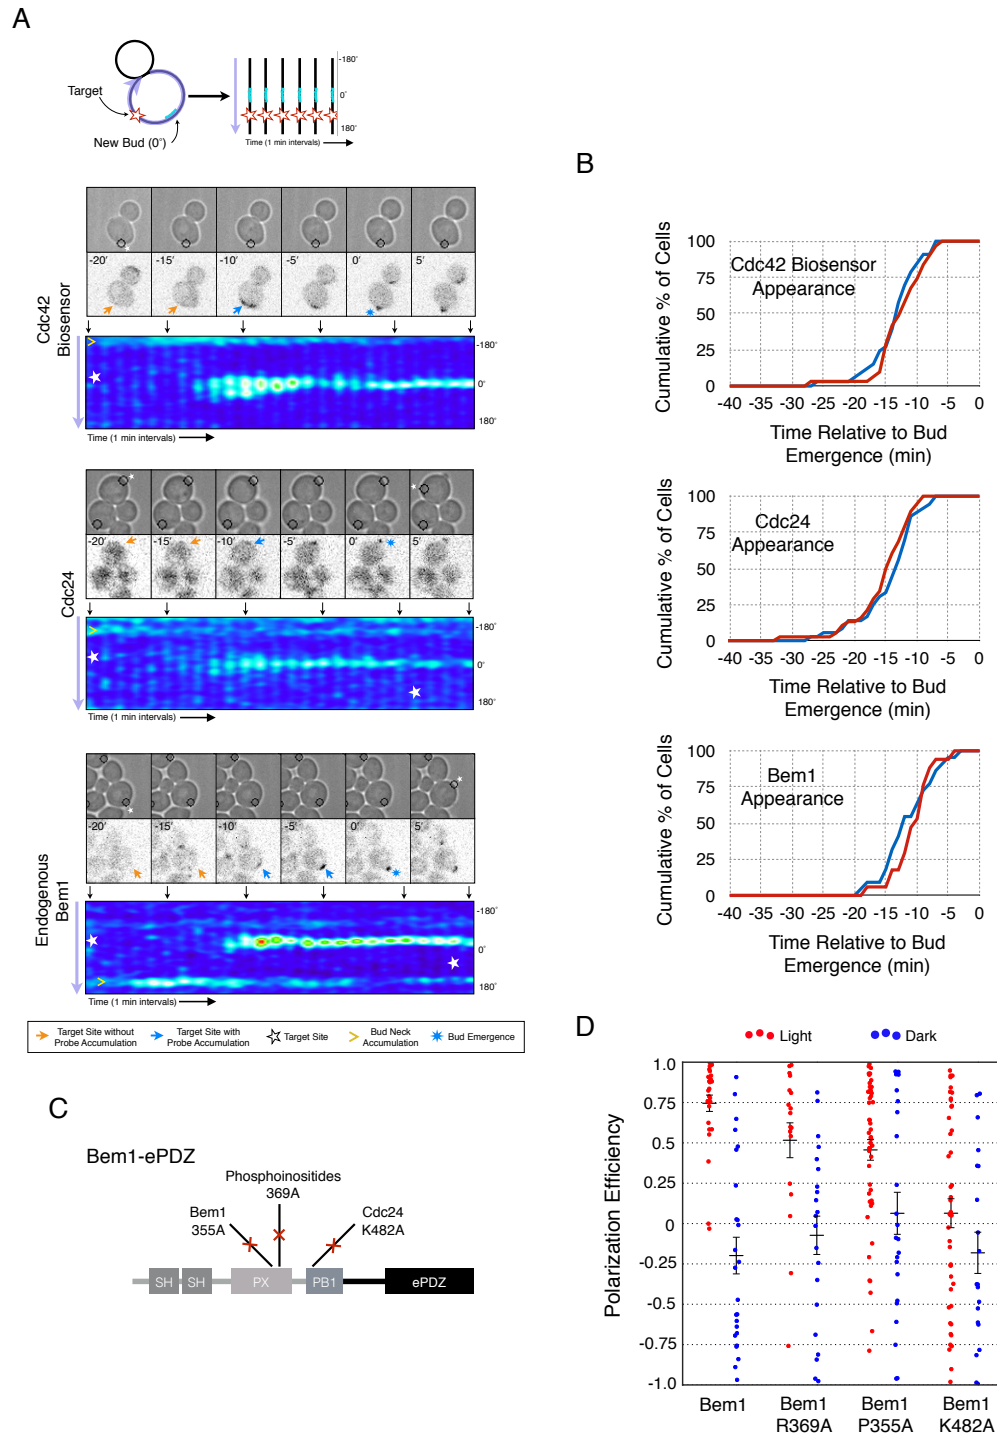 A
Target
New Bud (0°)
-180°
0°
180°
Time (1 min intervals)
Cdc42
Biosensor
-20' -15' -10' -5' 0' 5'
-180°
0°
180°
Time (1 min intervals)
Cdc24
-20' -15' -10' -5' 0' 5'
-180°
0°
180°
Time (1 min intervals)
Endogenous
Bem1
-20' -15' -10' -5' 0' 5'
-180°
0°
180°
Time (1 min intervals)
Target Site without
Probe Accumulation
Target Site with
Probe Accumulation
Target Site
Bud Neck
Accumulation
Bud Emergence
B
Cumulative % of Cells
100
75
50
25
0
Cdc42 Biosensor
Appearance
-40 -35 -30 -25 -20 -15 -10 -5 0
Time Relative to Bud
Emergence (min)
Cumulative % of Cells
100
75
50
25
0
Cdc24
Appearance
-40 -35 -30 -25 -20 -15 -10 -5 0
Time Relative to Bud
Emergence (min)
Cumulative % of Cells
100
75
50
25
0
Bem1
Appearance
-40 -35 -30 -25 -20 -15 -10 -5 0
Time Relative to Bud
Emergence (min)
C
Bem1-ePDZ
Phosphoinositides
369A
Bem1
355A
Cdc24
K482A
SH SH PX PB1 ePDZ
D
Light Dark
Polarization Efficiency
1.0
0.75
0.5
0.25
0
-0.25
-0.5
-0.75
-1.0
Bem1
Bem1
R369A
Bem1
P355A
Bem1
K482A